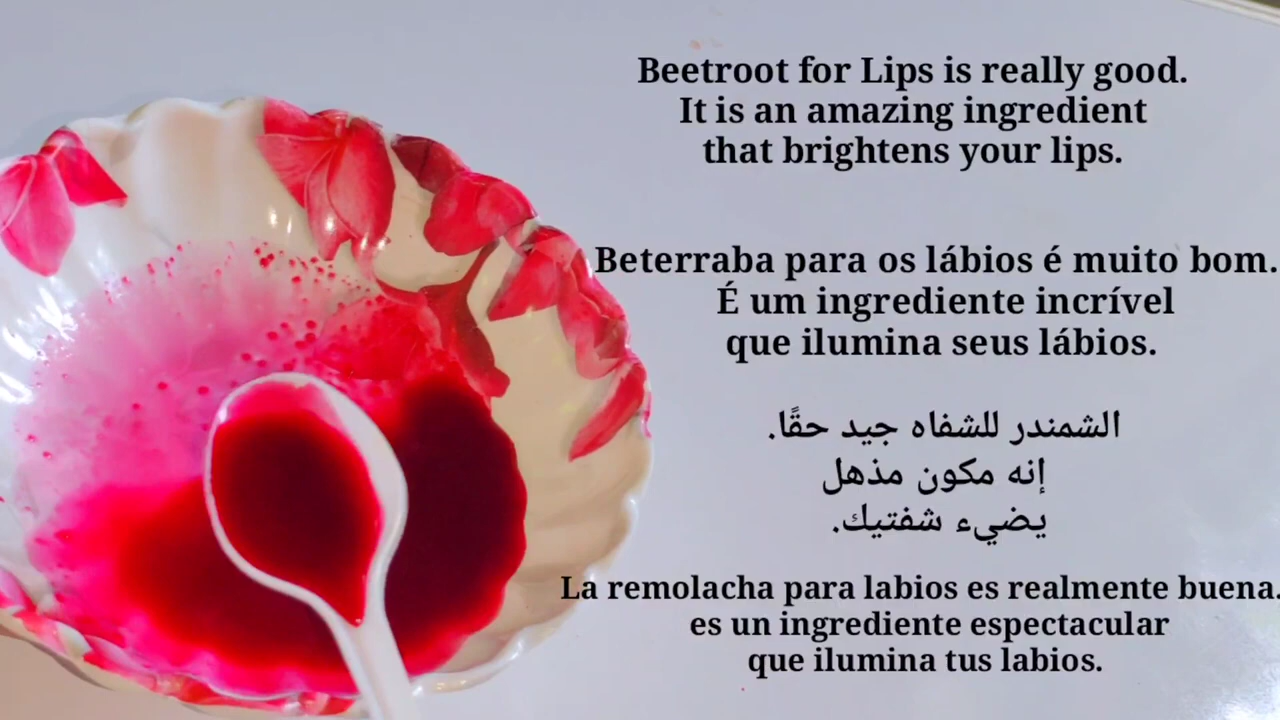 Beetroot for Lips is really good.
It is an amazing ingredient
that brightens your lips.
Beterraba para os lábios é muito bom.
É um ingrediente incrível
que ilumina seus lábios.
الشمندر للشفاه جيد حقًا.
إنه مكون مذهل
يضيء شفتيك.
La remolacha para labios es realmente buena.
es un ingrediente espectacular
que ilumina tus labios.